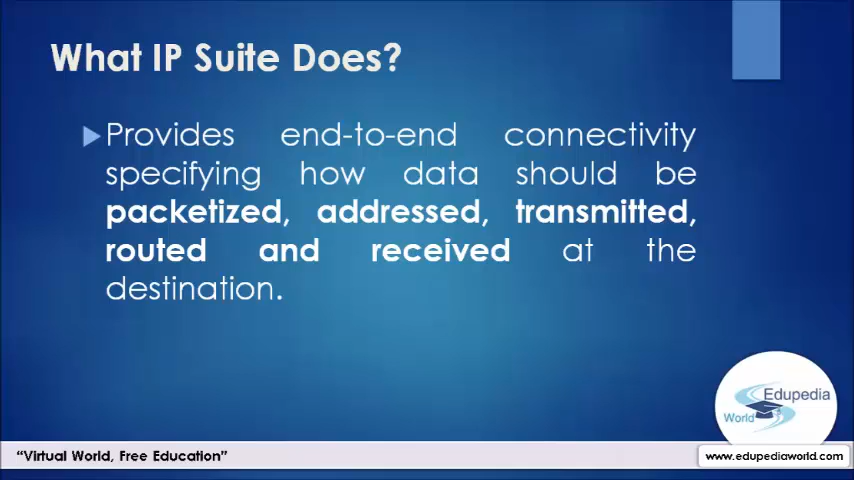 What IP Suite Does?
Provides end-to-end connectivity
specifying how data should be
packetized, addressed, transmitted,
routed and received at the
destination.
Edupedia
World
“Virtual World, Free Education”
www.edupediaworld.com